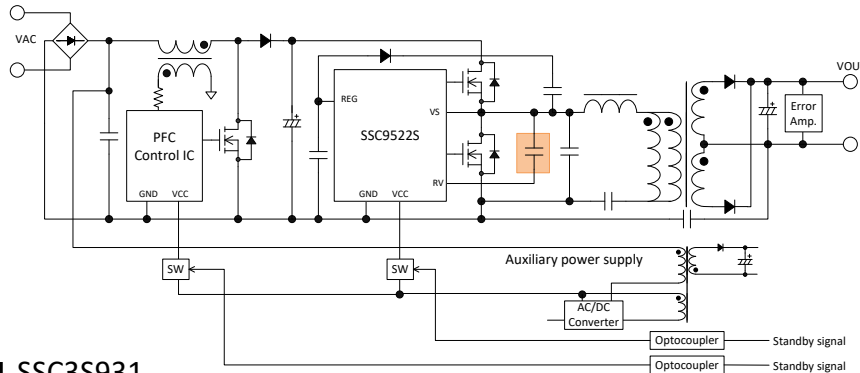 VAC
VOU
REG
VS
Error
Amp.
PFC
Control IC
SSC9522S
RV
GND
VCC
GND
VCC
SW
SW
Auxiliary power supply
AC/DC
Converter
Optocoupler
Standby signal
Optocoupler
Standby signal
SSC3S931